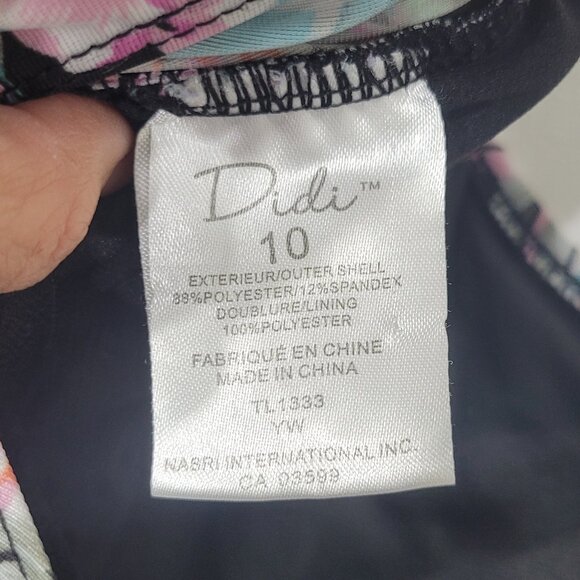 Didi™
10
EXTERIEUR/OUTER SHELL
88%POLYESTER/12%SPANDEX
DOUBLURE/LINING
100%POLYESTER
FABRIQUÉ EN CHINE
MADE IN CHINA
TL1333
YW
NASRI INTERNATIONAL INC.
CA 03599